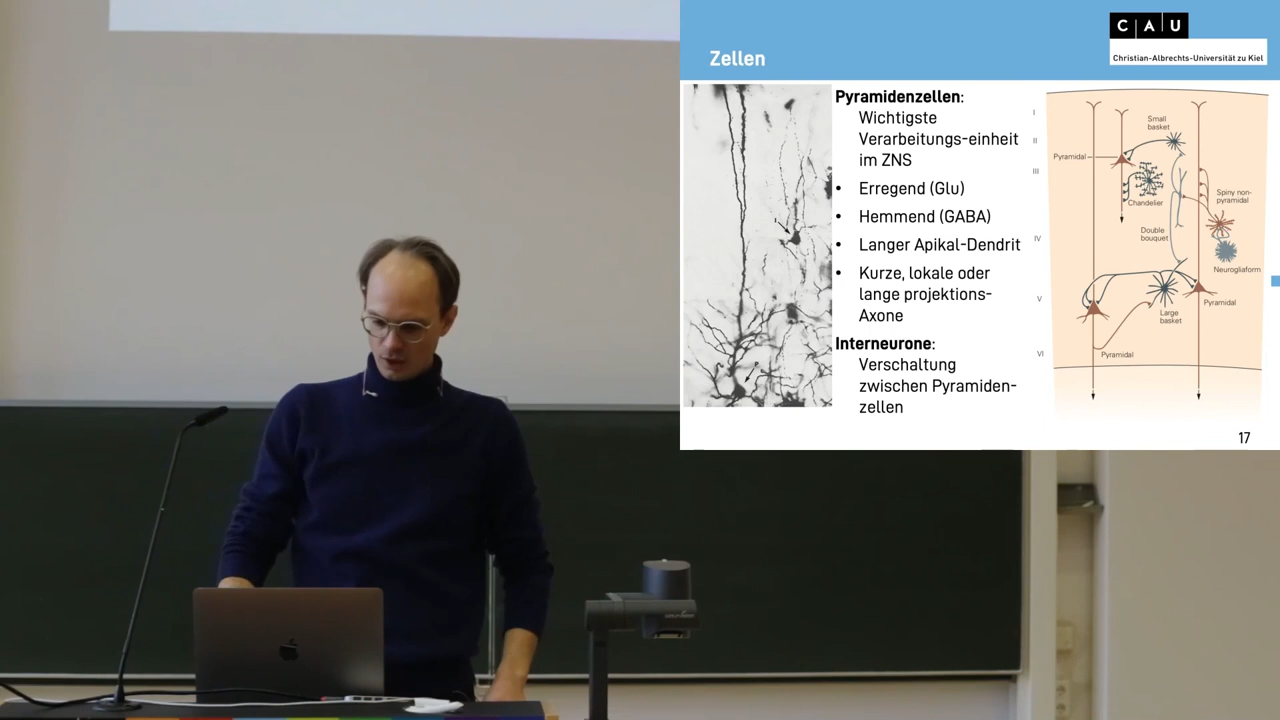 Zellen
C A U
Christian-Albrechts-Universität zu Kiel
Pyramidenzellen:
Wichtigste
Verarbeitungs-einheit
im ZNS
• Erregend (Glu)
• Hemmend (GABA)
• Langer Apikal-Dendrit
• Kurze, lokale oder
lange projektions-
Axone
Interneurone:
Verschaltung
zwischen Pyramiden-
zellen
I
II
III
IV
V
VI
Small
basket
Pyramidal
Chandelier
Spiny non-
pyramidal
Double
bouquet
Neurogliaform
Pyramidal
Large
basket
Pyramidal
17